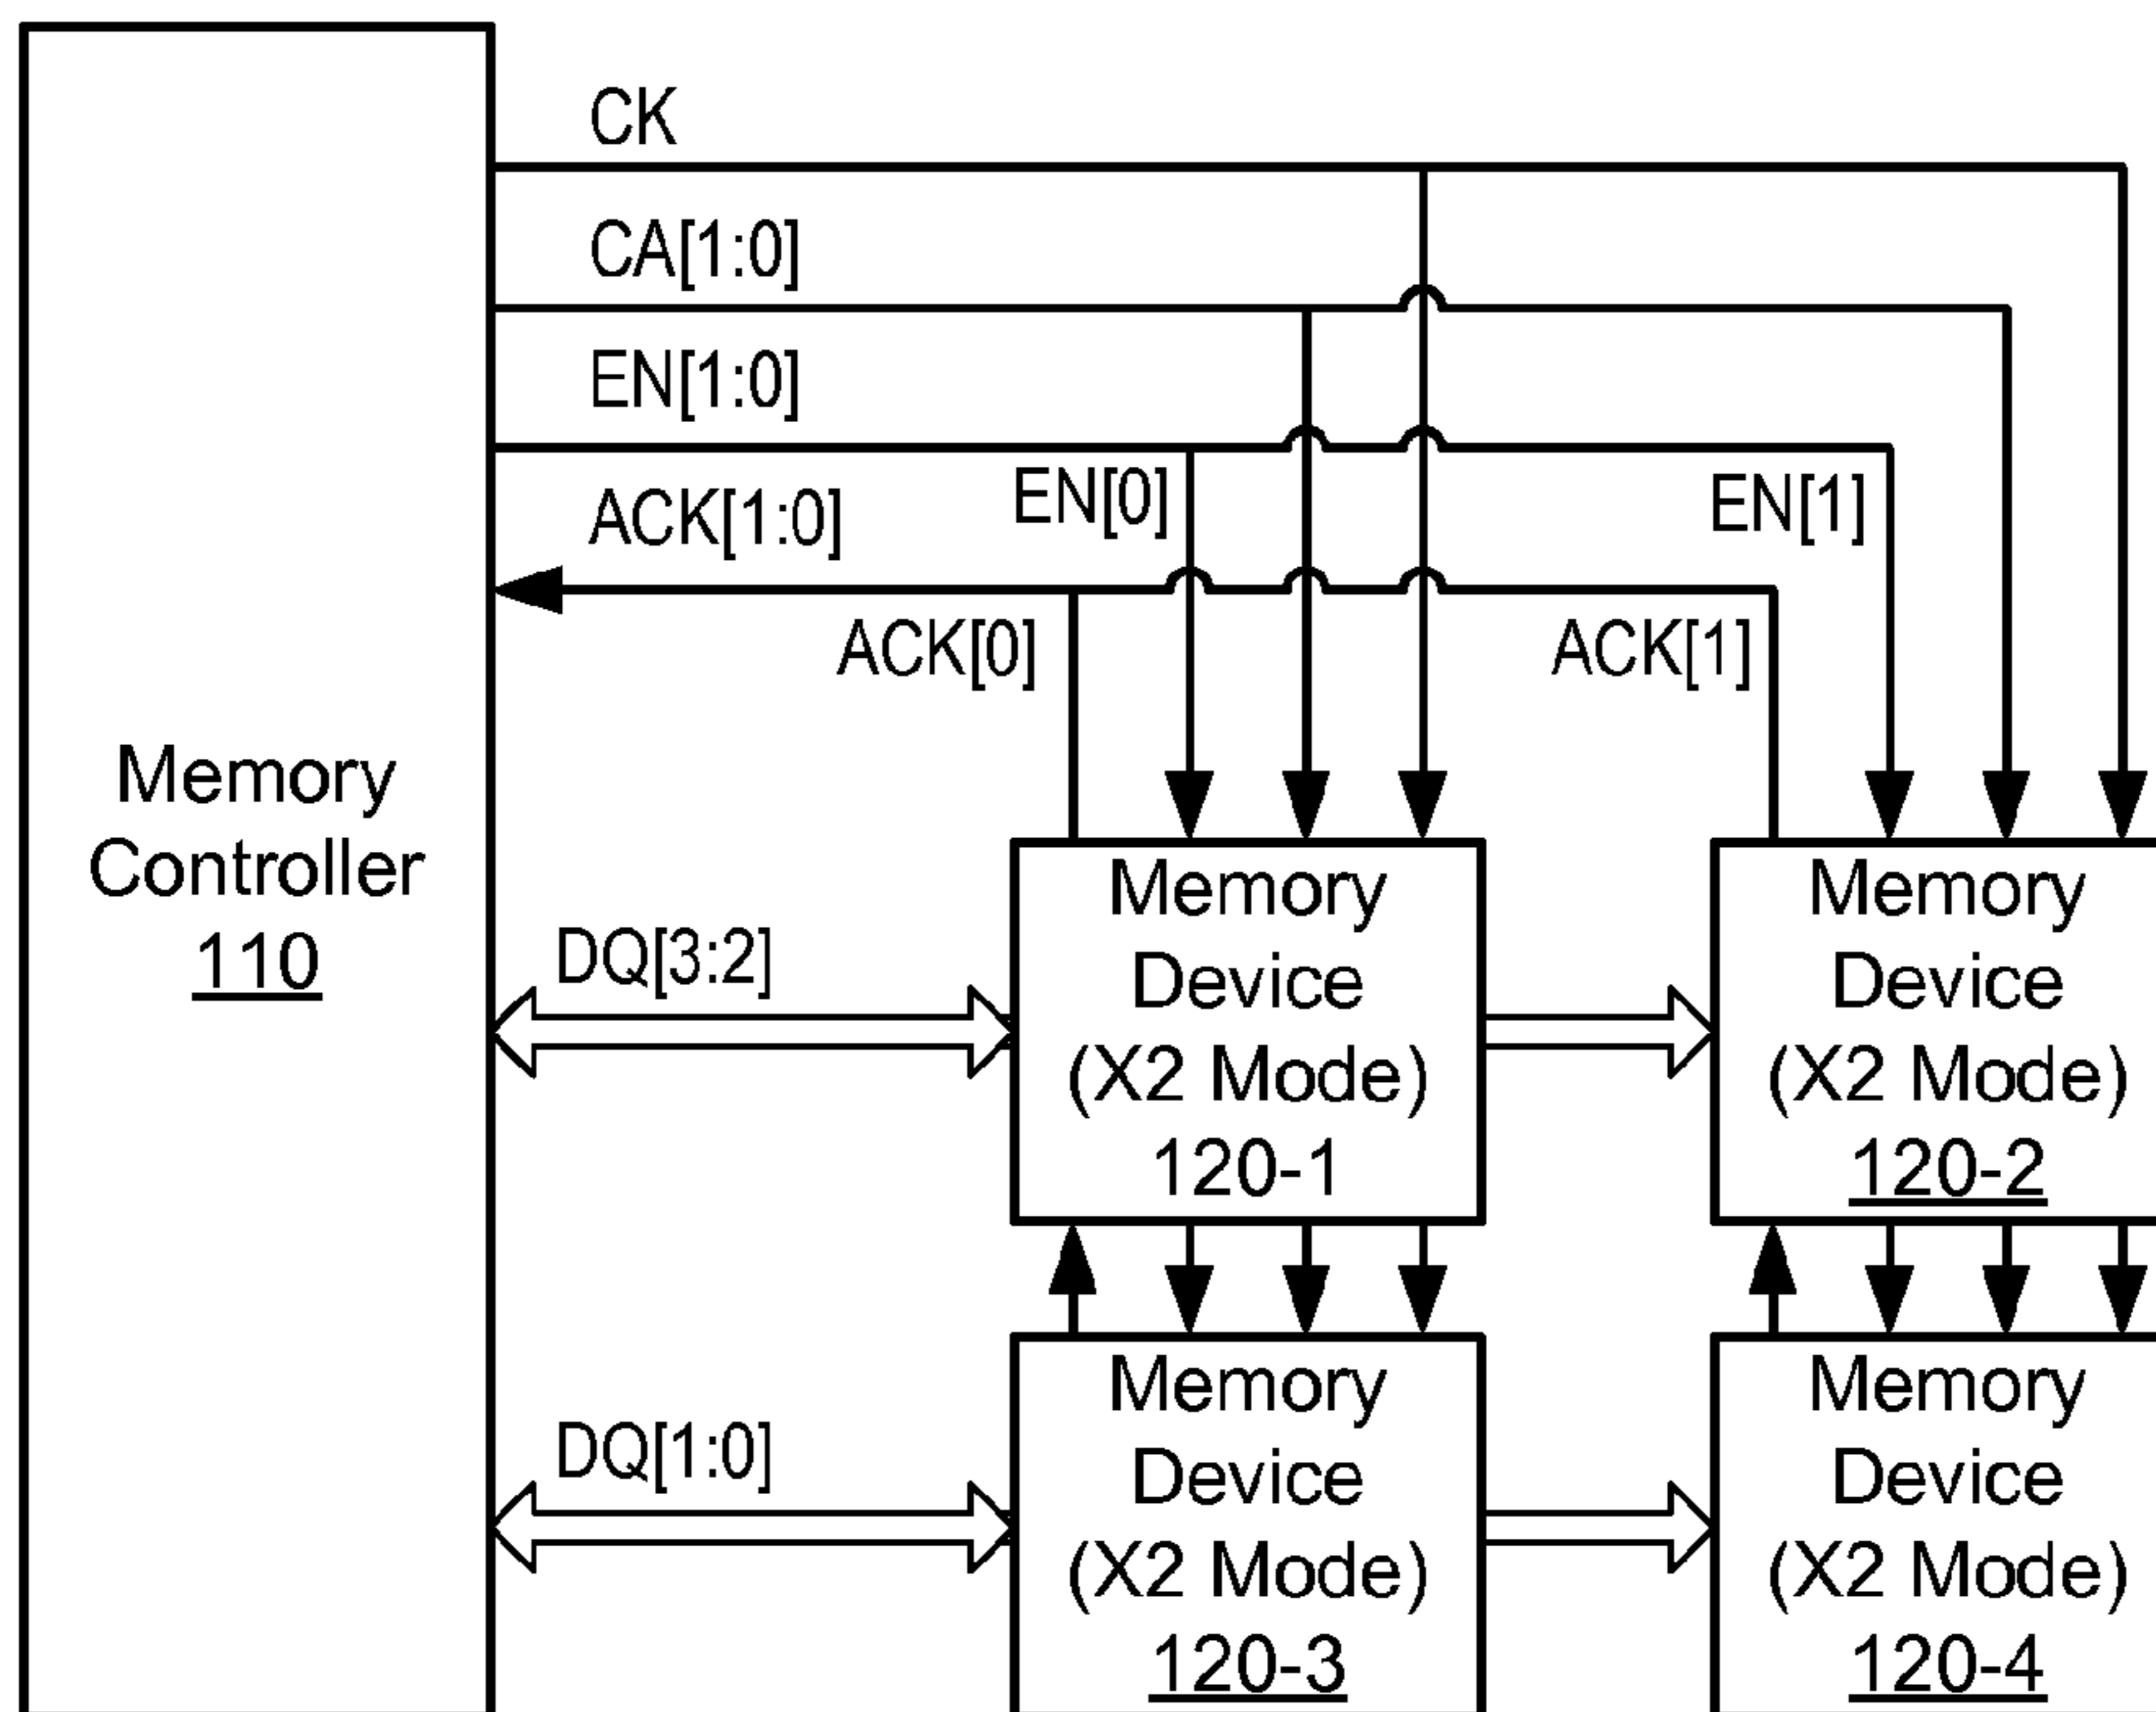 CK
CA[1:0]
EN[1:0]
EN[0]
EN[1]
ACK[1:0]
ACK[0]
ACK[1]
Memory
Controller
110
DQ[3:2]
Memory
Device
(X2 Mode)
120-1
Memory
Device
(X2 Mode)
120-2
DQ[1:0]
Memory
Device
(X2 Mode)
120-3
Memory
Device
(X2 Mode)
120-4